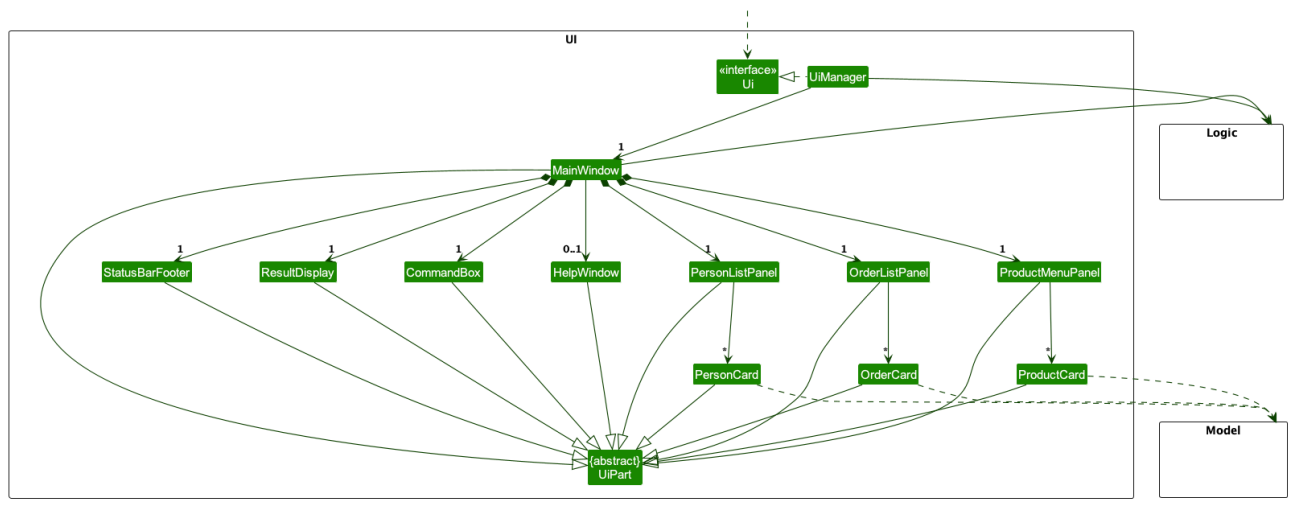 UI
«interface»
Ui
UiManager
Logic
1
MainWindow
1
1
1
0..1
1
1
1
StatusBarFooter
ResultDisplay
CommandBox
HelpWindow
PersonListPanel
OrderListPanel
ProductMenuPanel
*
*
*
PersonCard
OrderCard
ProductCard
Model
{abstract}
UiPart